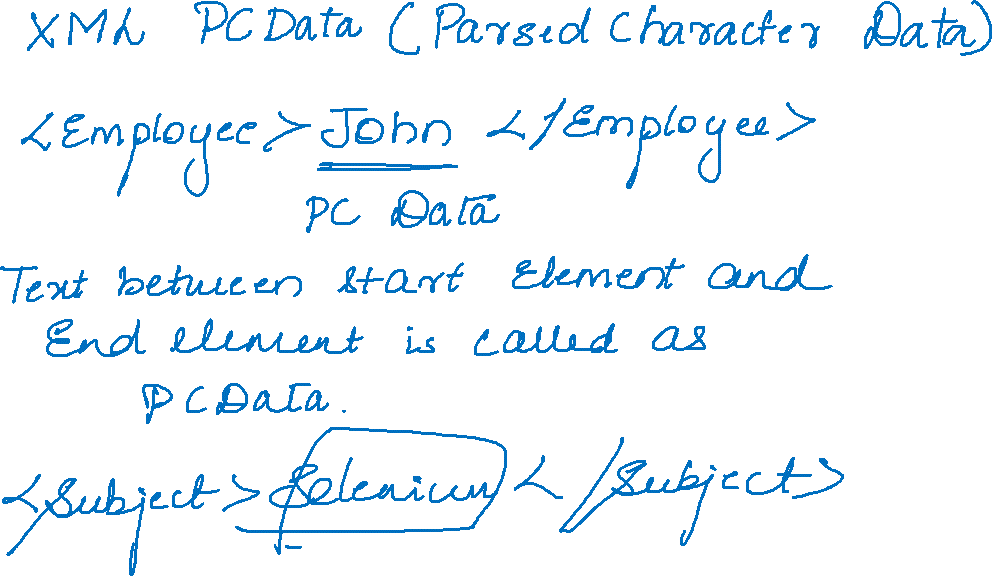 XML PCData (Parsed Character Data)
<Employee> John </Employee>
PC Data
Text between start Element and
End element is called as
PCData.
<Subject> Selenium </Subject>